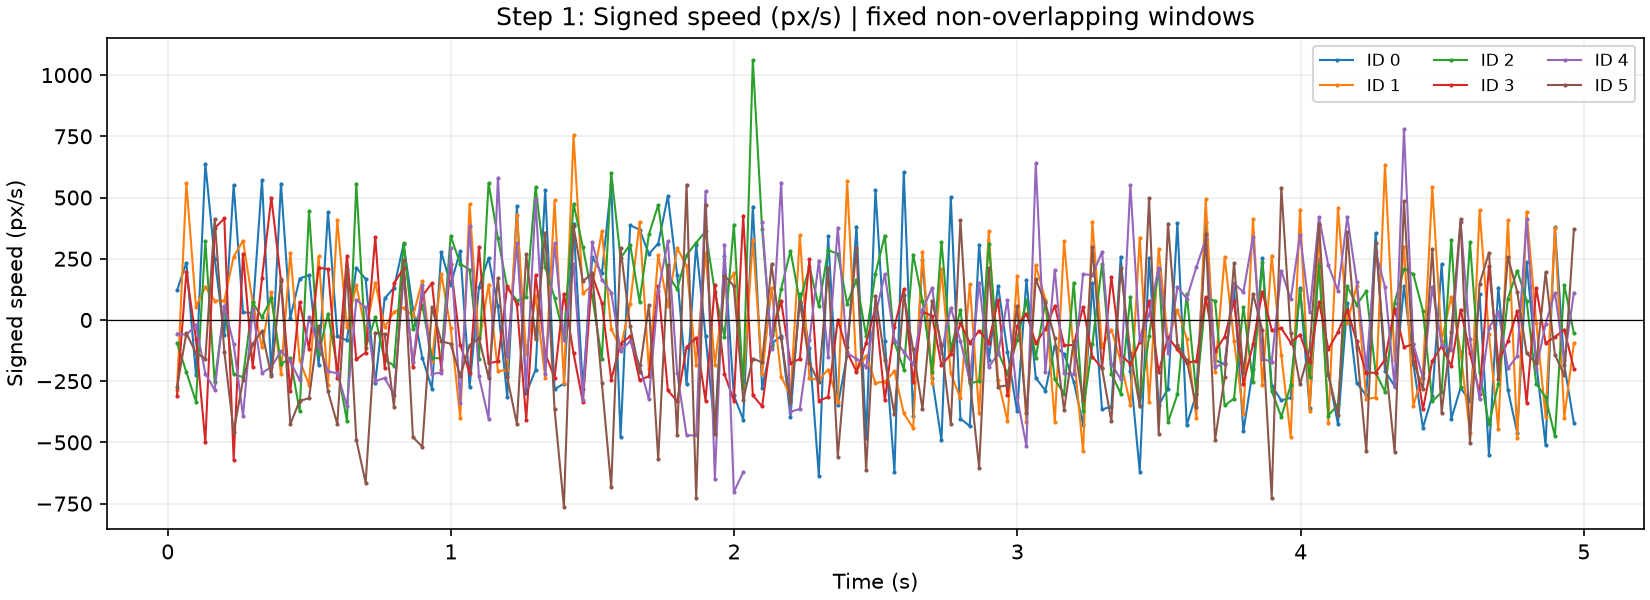 Step 1: Signed speed (px/s) | fixed non-overlapping windows
ID 0 ID 2 ID 4
ID 1 ID 3 ID 5
Signed speed (px/s)
1000
750
500
250
0
−250
−500
−750
0 1 2 3 4 5
Time (s)